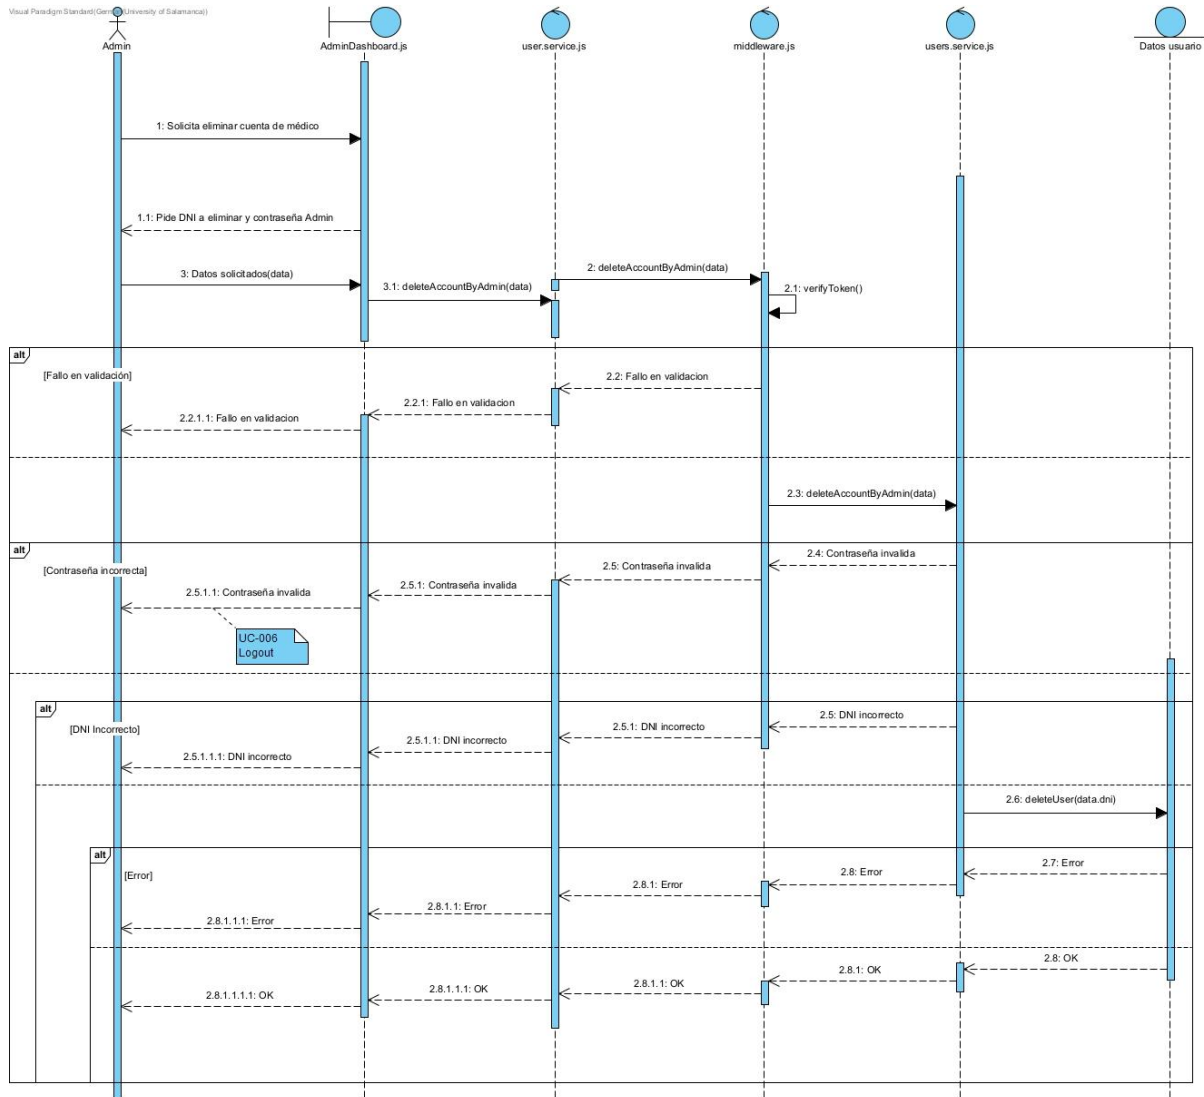 Visual Paradigm Standard(German(University of Salamanca))
Admin
AdminDashboard.js
user.service.js
middleware.js
users.service.js
Datos usuario
1: Solicita eliminar cuenta de médico
1.1: Pide DNI a eliminar y contraseña Admin
2: deleteAccountByAdmin(data)
3: Datos solicitados(data)
3.1: deleteAccountByAdmin(data)
2.1: verifyToken()
alt
[Fallo en validación]
2.2: Fallo en validacion
2.2.1: Fallo en validacion
2.2.1.1: Fallo en validacion
2.3: deleteAccountByAdmin(data)
alt
[Contraseña incorrecta]
2.4: Contraseña invalida
2.5: Contraseña invalida
2.5.1: Contraseña invalida
2.5.1.1: Contraseña invalida
UC-006
Logout
alt
[DNI Incorrecto]
2.5: DNI incorrecto
2.5.1: DNI incorrecto
2.5.1.1: DNI incorrecto
2.5.1.1.1: DNI incorrecto
2.6: deleteUser(data.dni)
alt
[Error]
2.7: Error
2.8: Error
2.8.1: Error
2.8.1.1: Error
2.8.1.1.1: Error
2.8: OK
2.8.1: OK
2.8.1.1: OK
2.8.1.1.1: OK
2.8.1.1.1.1: OK